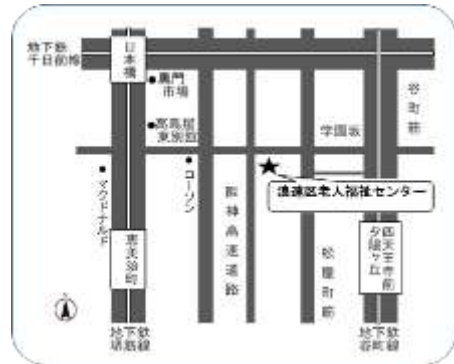 地下鉄
千日前線
日本橋
黒門
市場
谷町筋
高島屋
東別館
学園坂
マクドナルド
ローソン
浪速区老人福祉センター
阪神高速道路
恵美須町
松屋町筋
四天王寺前
夕陽ヶ丘
地下鉄
堺筋線
地下鉄
谷町線